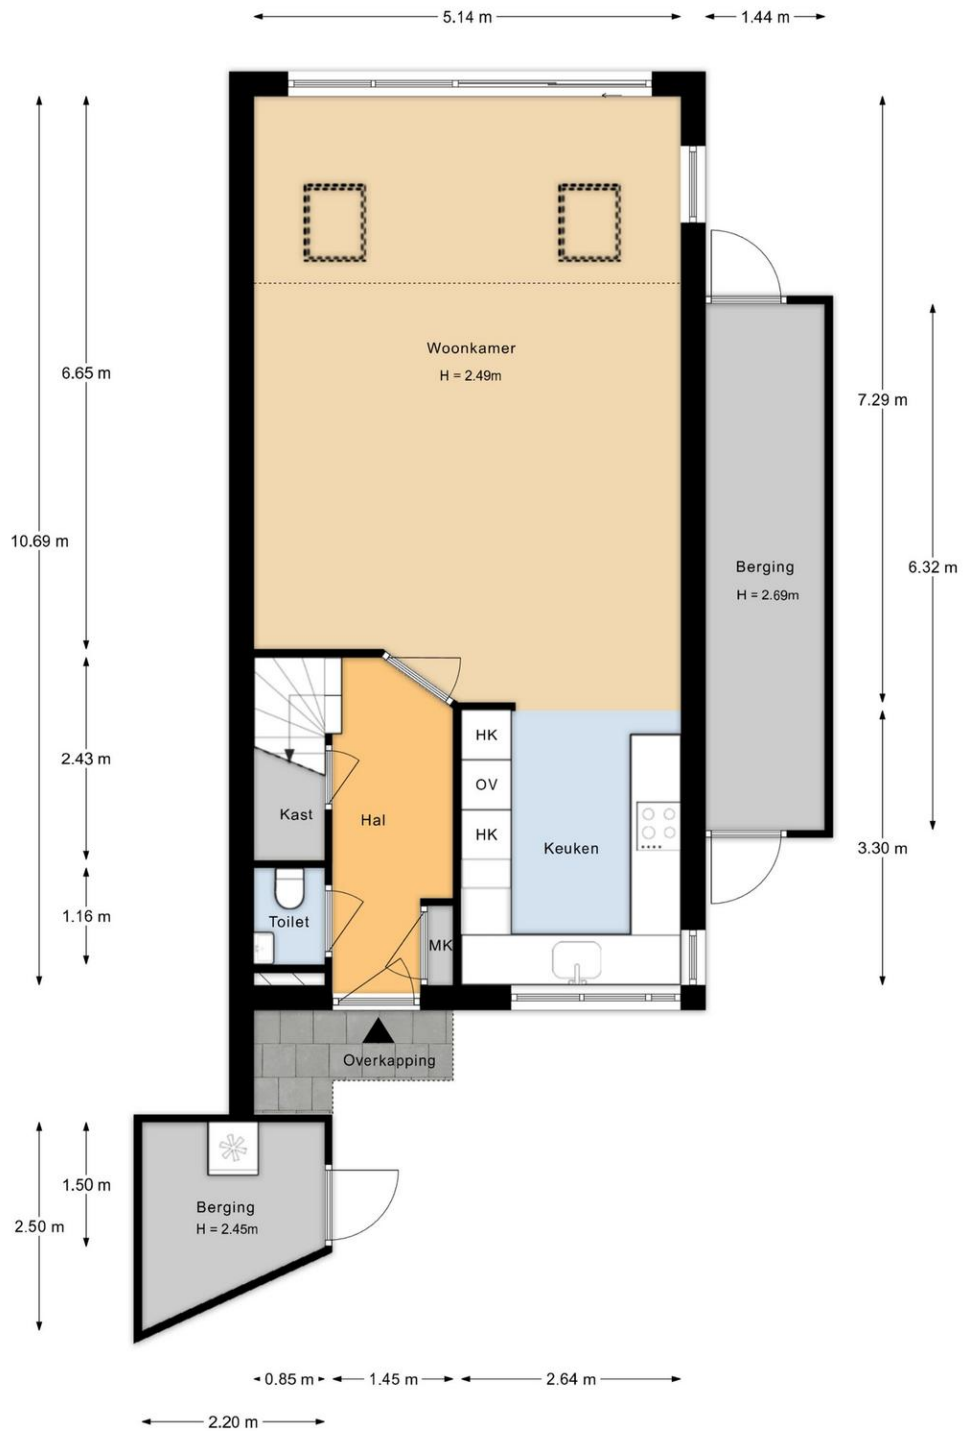 5.14 m
1.44 m
Woonkamer
H = 2.49m
6.65 m
7.29 m
10.69 m
Berging
H = 2.69m
6.32 m
HK
OV
HK
2.43 m
Kast
Hal
Keuken
3.30 m
1.16 m
Toilet
MK
Overkapping
1.50 m
2.50 m
Berging
H = 2.45m
0.85 m
1.45 m
2.64 m
2.20 m